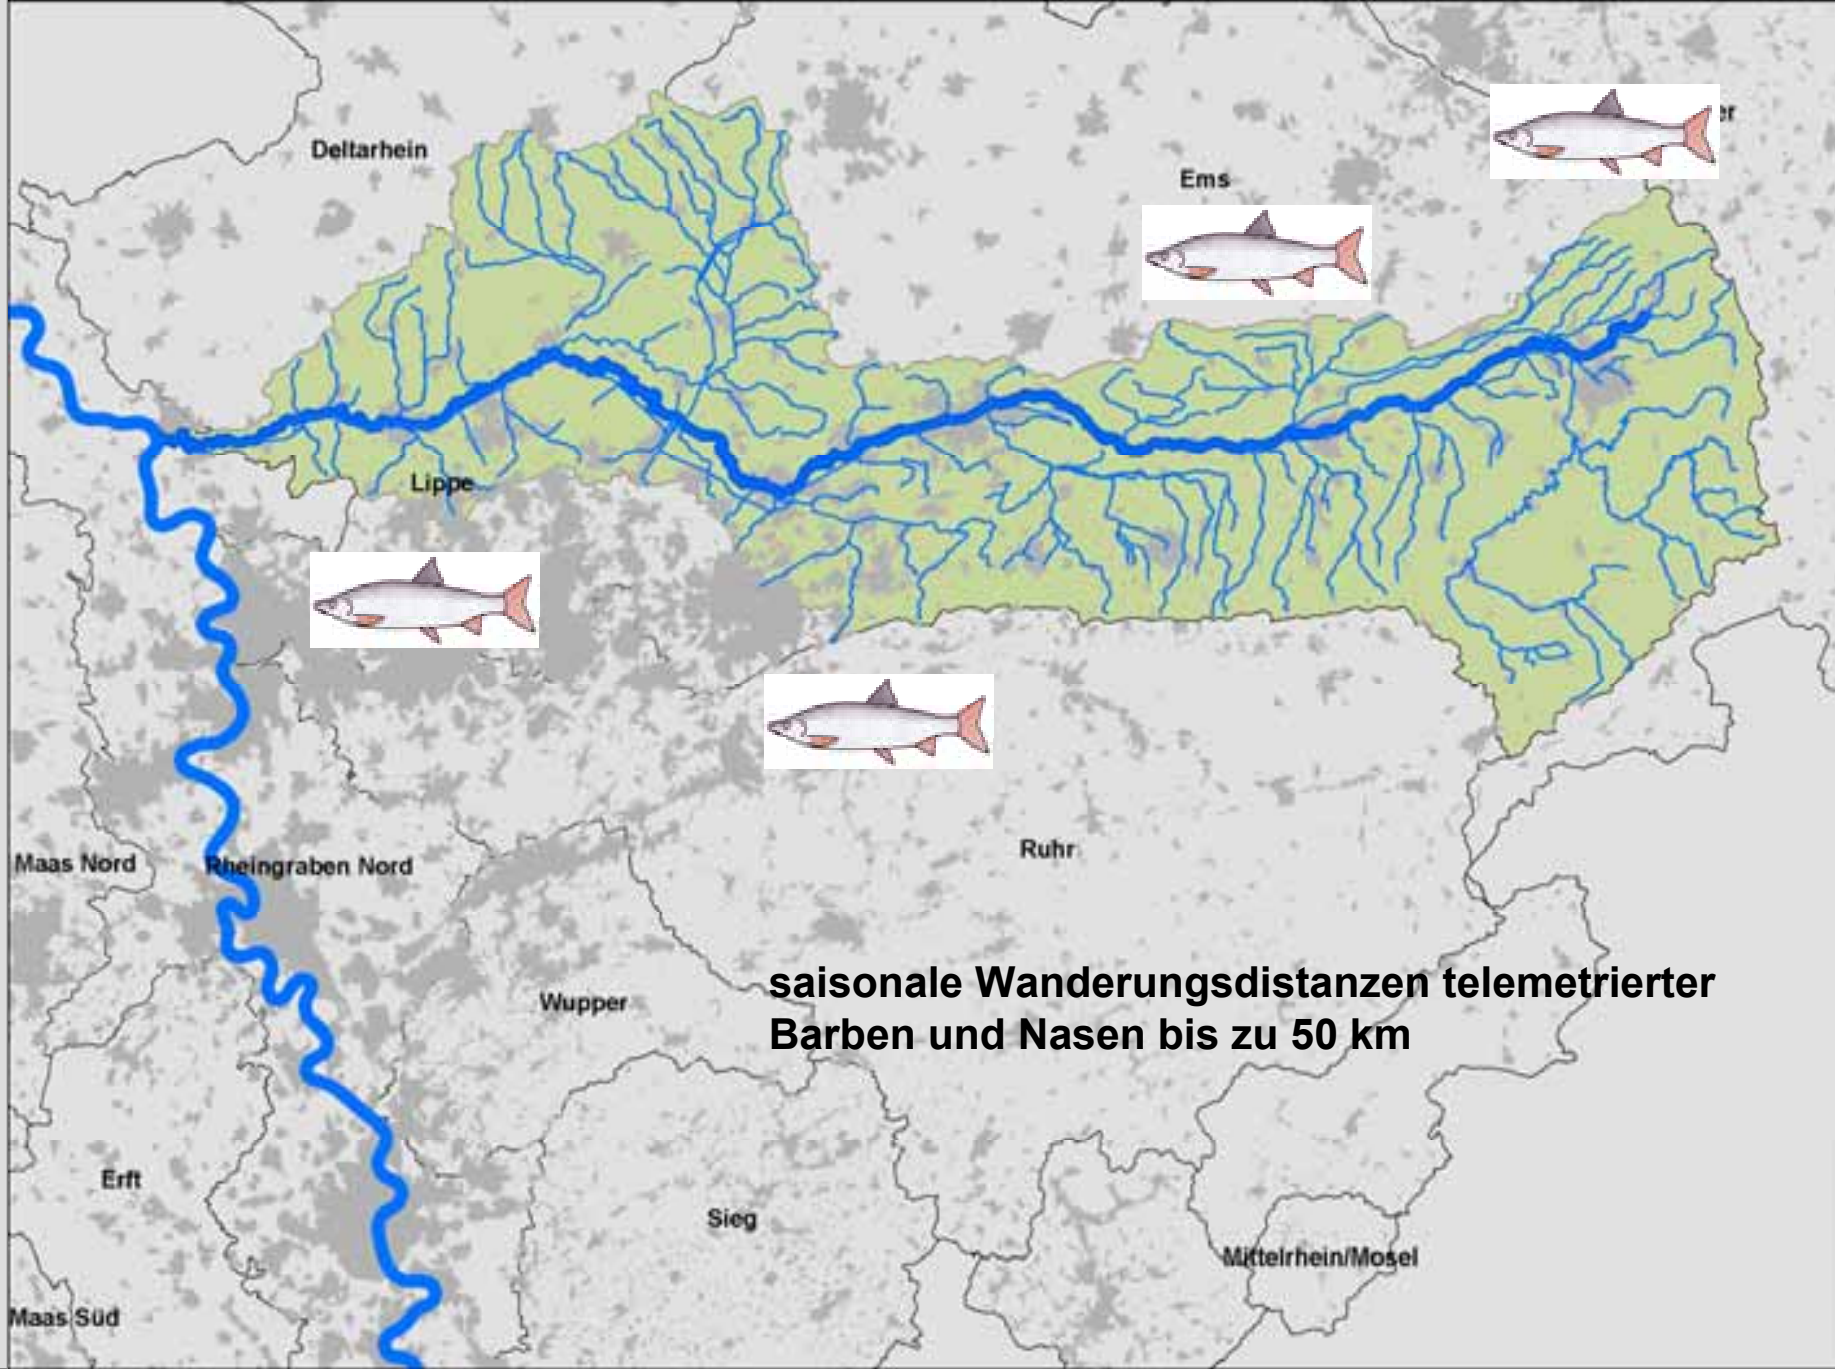 Deltarhein
Ems
er
Lippe
Maas Nord
Rheingraben Nord
Ruhr
saisonale Wanderungsdistanzen telemetrierter
Barben und Nasen bis zu 50 km
Wupper
Erft
Sieg
Mittelrhein/Mosel
Maas Süd